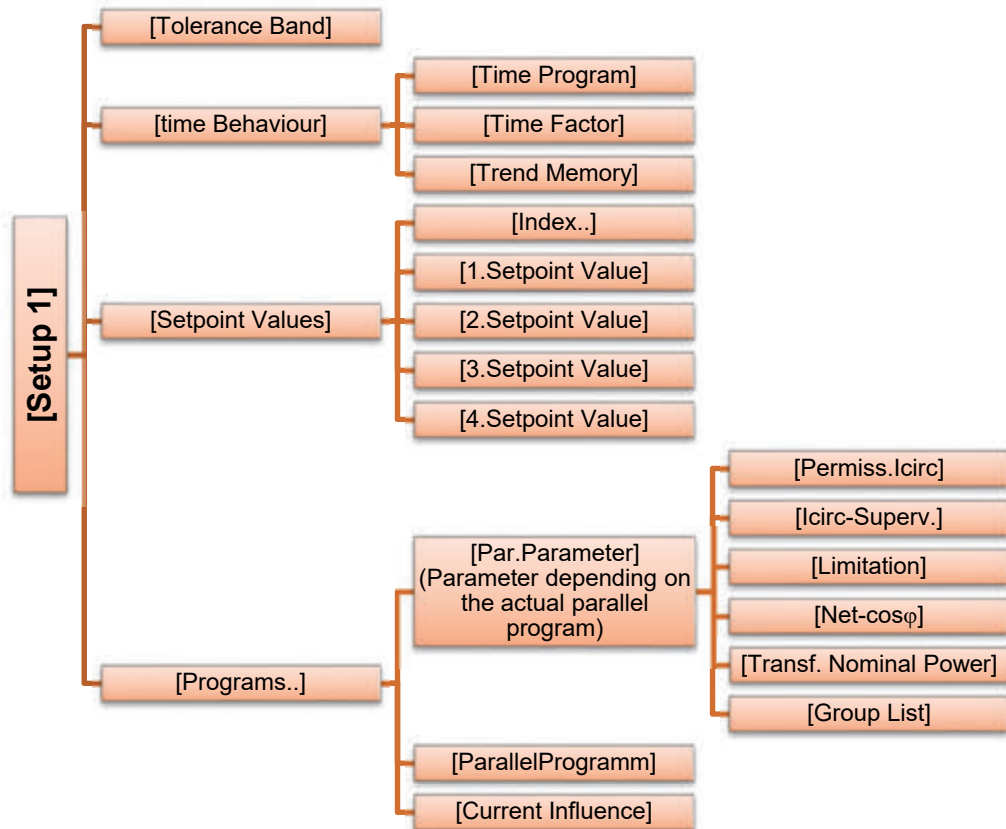 [Setup 1]
[Tolerance Band]
[time Behaviour]
[Time Program]
[Time Factor]
[Trend Memory]
[Setpoint Values]
[Index..]
[1.Setpoint Value]
[2.Setpoint Value]
[3.Setpoint Value]
[4.Setpoint Value]
[Programs..]
[Par.Parameter]
(Parameter depending on
the actual parallel
program)
[Permiss.Icirc]
[Icirc-Superv.]
[Limitation]
[Net-cosφ]
[Transf. Nominal Power]
[Group List]
[ParallelProgramm]
[Current Influence]